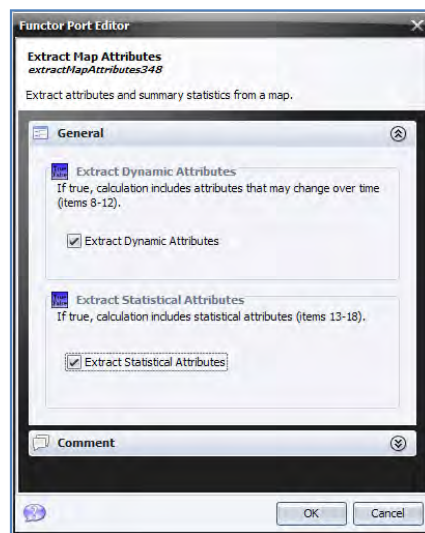 Functor Port Editor
Extract Map Attributes
extractMapAttributes348
Extract attributes and summary statistics from a map.
General
Extract Dynamic Attributes
If true, calculation includes attributes that may change over time
(items 8-12).
Extract Dynamic Attributes
Extract Statistical Attributes
If true, calculation includes statistical attributes (items 13-18).
Extract Statistical Attributes
Comment
OK Cancel